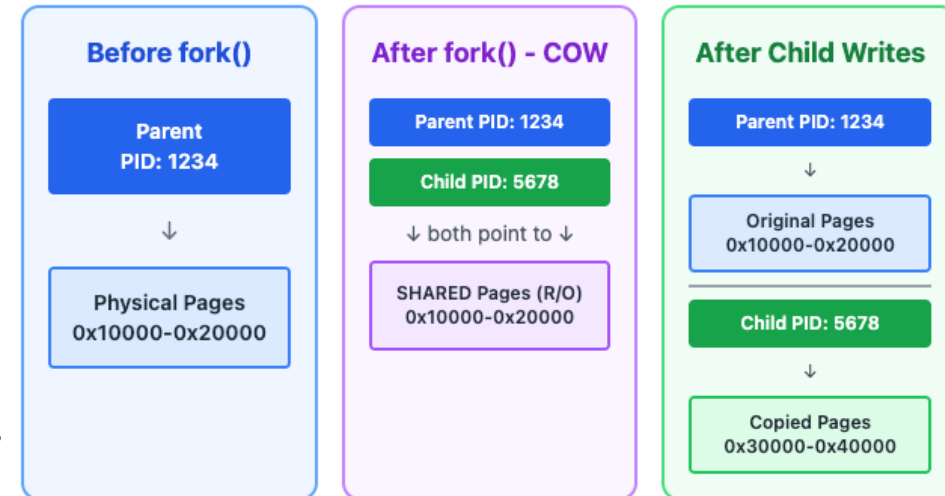 Before fork()
Parent
PID: 1234
↓
Physical Pages
0x10000-0x20000
After fork() - COW
Parent PID: 1234
Child PID: 5678
↓ both point to ↓
SHARED Pages (R/O)
0x10000-0x20000
After Child Writes
Parent PID: 1234
↓
Original Pages
0x10000-0x20000
Child PID: 5678
↓
Copied Pages
0x30000-0x40000